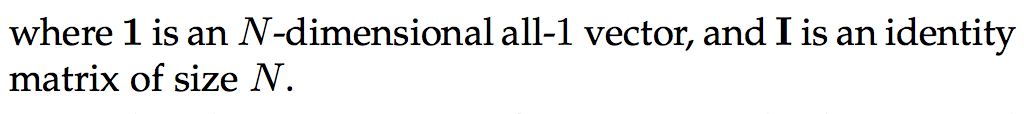 where 1 is an N-dimensional all-1 vector, and I is an identity
matrix of size N.